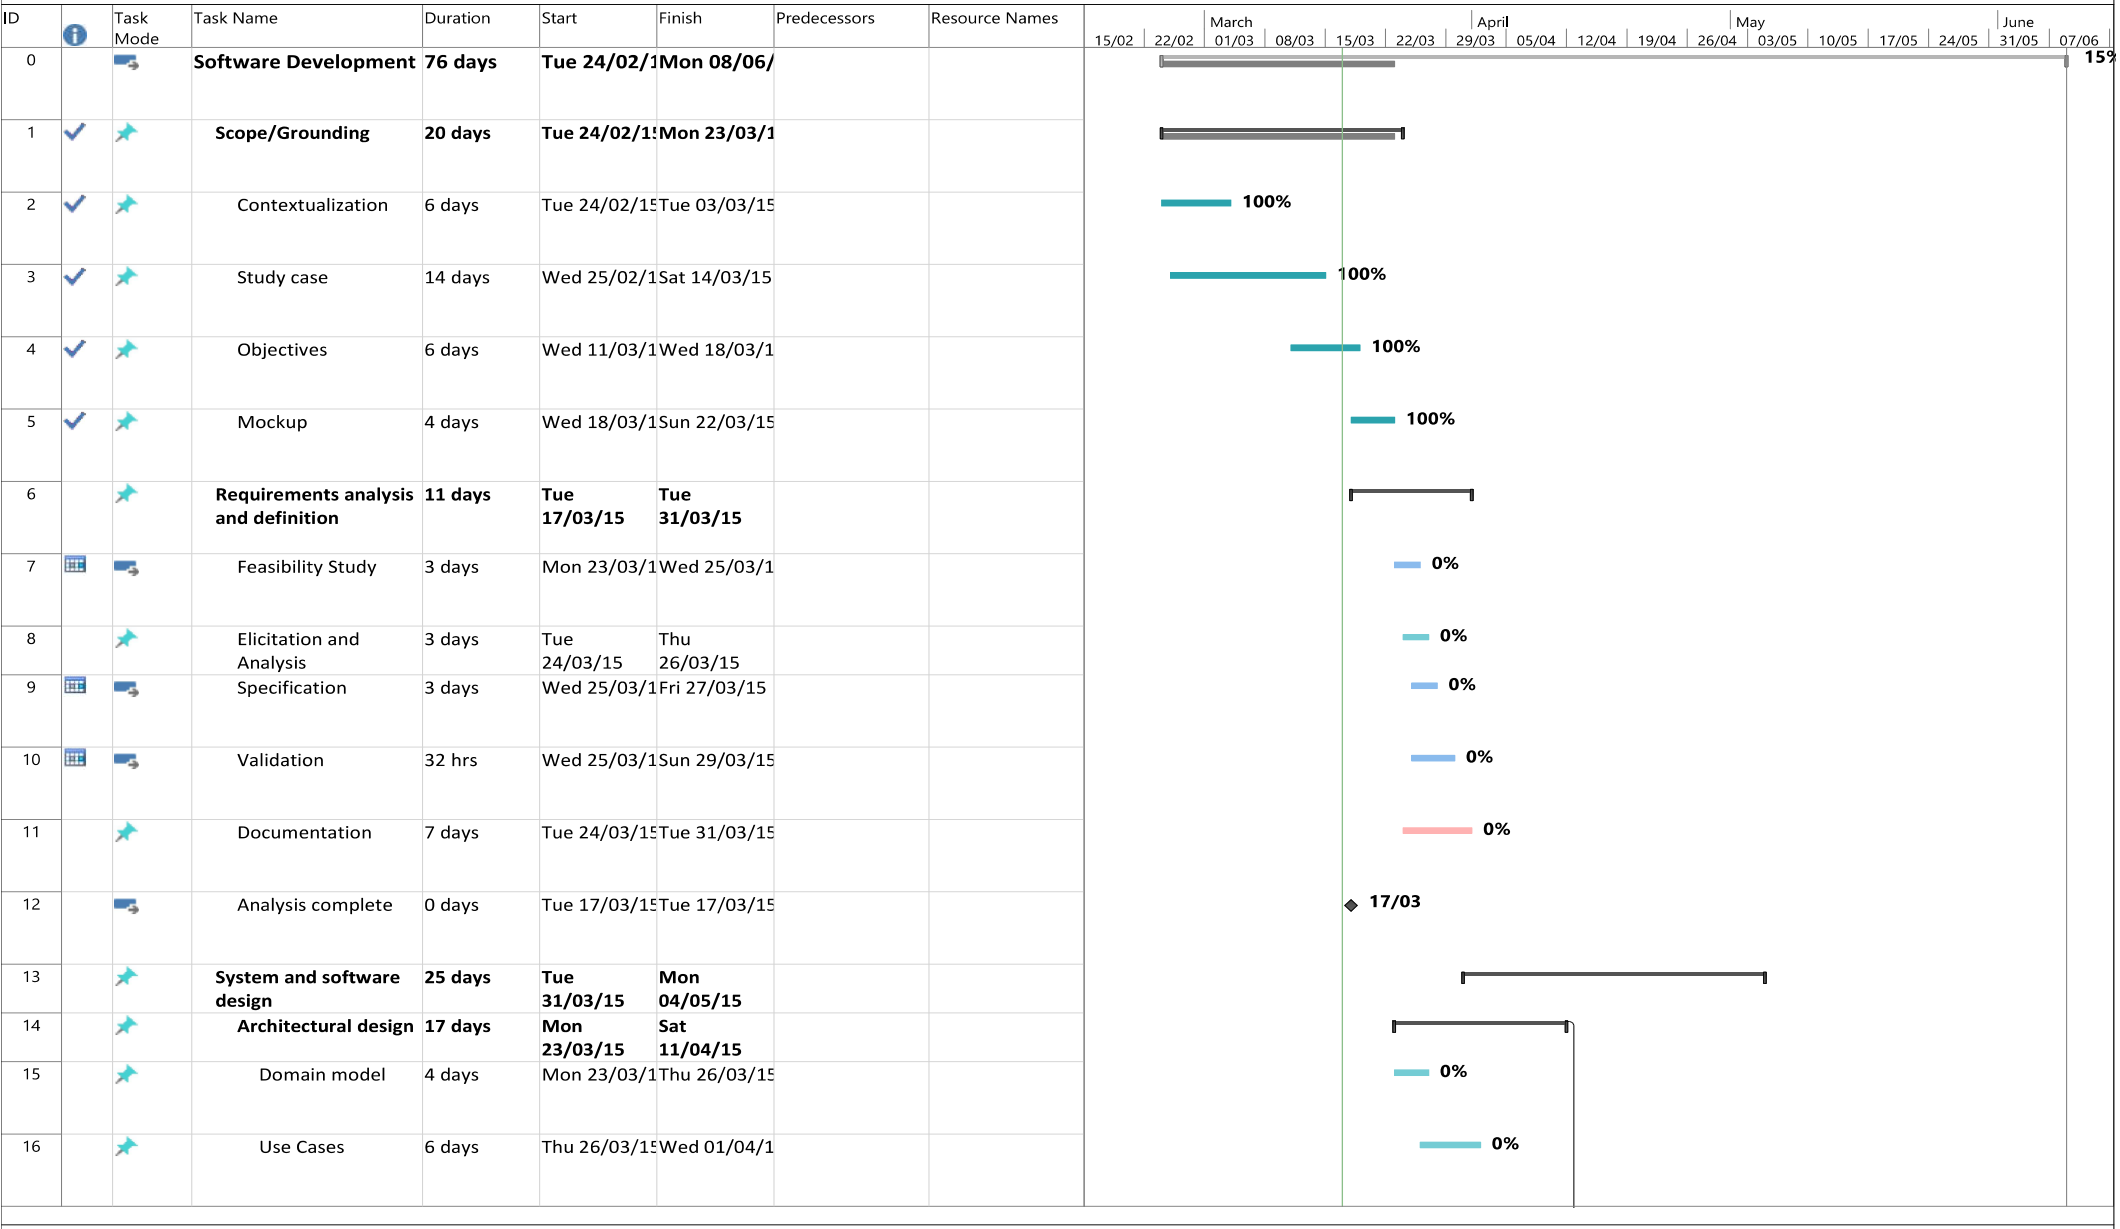 ID Task Mode Task Name Duration Start Finish Predecessors Resource Names
March April May June
15/02 22/02 01/03 08/03 15/03 22/03 29/03 05/04 12/04 19/04 26/04 03/05 10/05 17/05 24/05 31/05 07/06
0 Software Development 76 days Tue 24/02/1 Mon 08/06/ 15%
1 Scope/Grounding 20 days Tue 24/02/15 Mon 23/03/1
2 Contextualization 6 days Tue 24/02/15 Tue 03/03/15 100%
3 Study case 14 days Wed 25/02/1 Sat 14/03/15 100%
4 Objectives 6 days Wed 11/03/1 Wed 18/03/1 100%
5 Mockup 4 days Wed 18/03/1 Sun 22/03/15 100%
6 Requirements analysis 11 days Tue Tue
and definition 17/03/15 31/03/15
7 Feasibility Study 3 days Mon 23/03/1 Wed 25/03/1 0%
8 Elicitation and 3 days Tue Thu 0%
Analysis 24/03/15 26/03/15
9 Specification 3 days Wed 25/03/1 Fri 27/03/15 0%
10 Validation 32 hrs Wed 25/03/1 Sun 29/03/15 0%
11 Documentation 7 days Tue 24/03/15 Tue 31/03/15 0%
12 Analysis complete 0 days Tue 17/03/15 Tue 17/03/15 17/03
13 System and software 25 days Tue Mon
design 31/03/15 04/05/15
14 Architectural design 17 days Mon Sat
23/03/15 11/04/15
15 Domain model 4 days Mon 23/03/1 Thu 26/03/15 0%
16 Use Cases 6 days Thu 26/03/15 Wed 01/04/1 0%